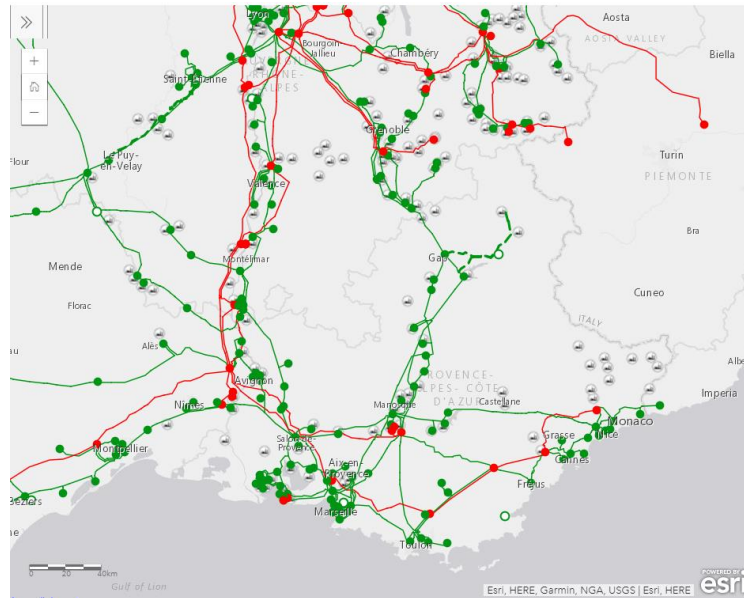 Lyon
Aosta
AOSTA VALLEY
Bourgoin-
Jallieu
Chambéry
Biella
RHÔNE-
ALPES
Grenoble
Le Puy-
en-Velay
Flour
Turin
Valence
PIEMONTE
Bra
Montélimar
Gap
Mende
Cuneo
Florac
ITALY
Alès
au
Albe
Avignon
PROVENCE-
ALPES- CÔTE
D'AZUR
Castellane
Imperia
Nîmes
Manosque
Monaco
Nice
Grasse
Salon-de-
Provence
Montpellier
Aix-en-
Provence
Cannes
Fréjus
Béziers
Marseille
Toulon
ne
0 20 40km
Gulf of Lion
Esri, HERE, Garmin, NGA, USGS | Esri, HERE
POWERED BY
esri